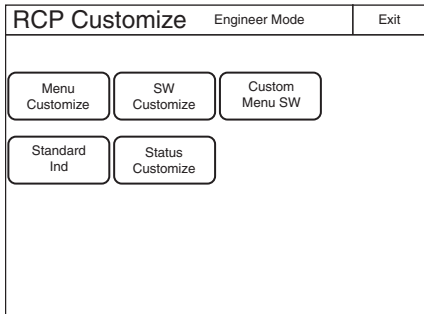 RCP Customize Engineer Mode Exit
Menu
Customize
SW
Customize
Custom
Menu SW
Standard
Ind
Status
Customize